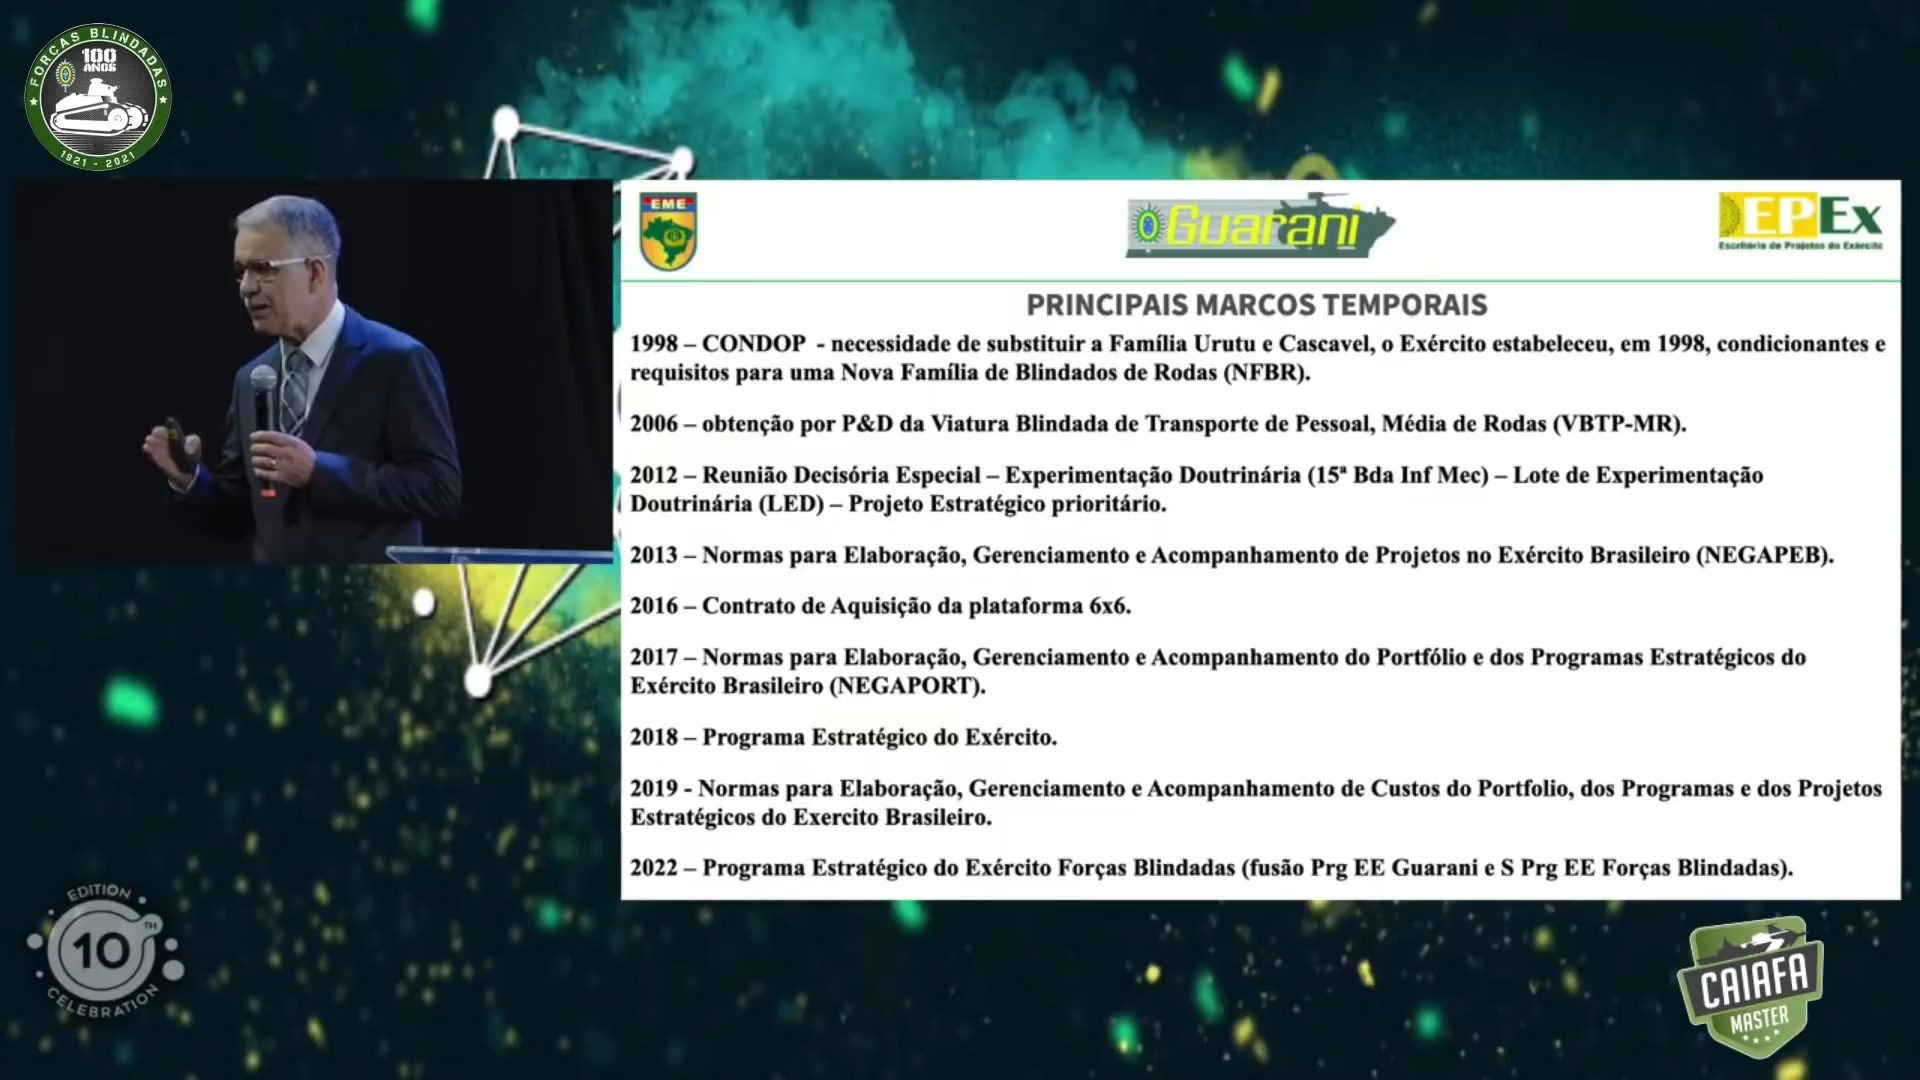 FORÇAS BLINDADAS
100
ANOS
1921 - 2021
EME
Guarani
EPEx
Escritório de Projetos do Exército
PRINCIPAIS MARCOS TEMPORAIS
1998 – CONDOP - necessidade de substituir a Família Urutu e Cascavel, o Exército estabeleceu, em 1998, condicionantes e
requisitos para uma Nova Família de Blindados de Rodas (NFBR).
2006 – obtenção por P&D da Viatura Blindada de Transporte de Pessoal, Média de Rodas (VBTP-MR).
2012 – Reunião Decisória Especial – Experimentação Doutrinária (15ª Bda Inf Mec) – Lote de Experimentação
Doutrinária (LED) – Projeto Estratégico prioritário.
2013 – Normas para Elaboração, Gerenciamento e Acompanhamento de Projetos no Exército Brasileiro (NEGAPEB).
2016 – Contrato de Aquisição da plataforma 6x6.
2017 – Normas para Elaboração, Gerenciamento e Acompanhamento do Portfólio e dos Programas Estratégicos do
Exército Brasileiro (NEGAPORT).
2018 – Programa Estratégico do Exército.
2019 - Normas para Elaboração, Gerenciamento e Acompanhamento de Custos do Portfolio, dos Programas e dos Projetos
Estratégicos do Exercito Brasileiro.
2022 – Programa Estratégico do Exército Forças Blindadas (fusão Prg EE Guarani e S Prg EE Forças Blindadas).
EDITION
10 TH
CELEBRATION
CAIAFA
MASTER